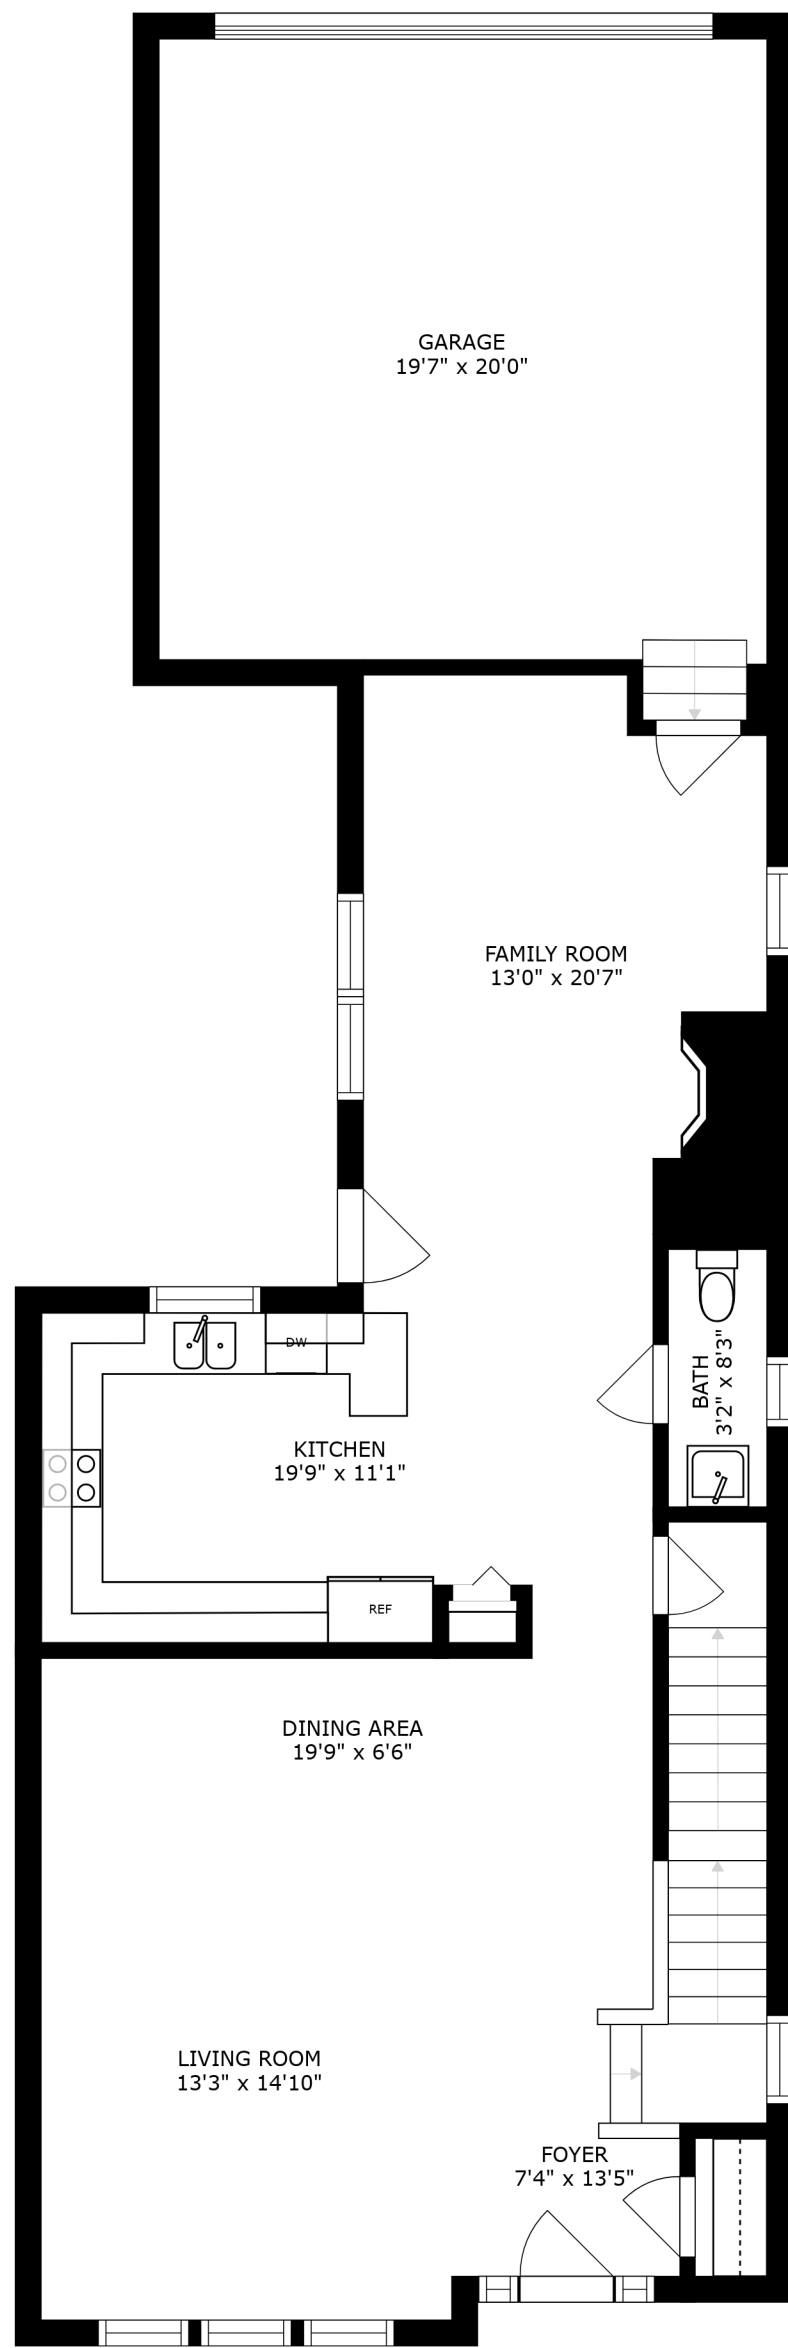 GARAGE
19'7" x 20'0"
FAMILY ROOM
13'0" x 20'7"
DW
BATH
3'2" x 8'3"
KITCHEN
19'9" x 11'1"
REF
DINING AREA
19'9" x 6'6"
LIVING ROOM
13'3" x 14'10"
FOYER
7'4" x 13'5"